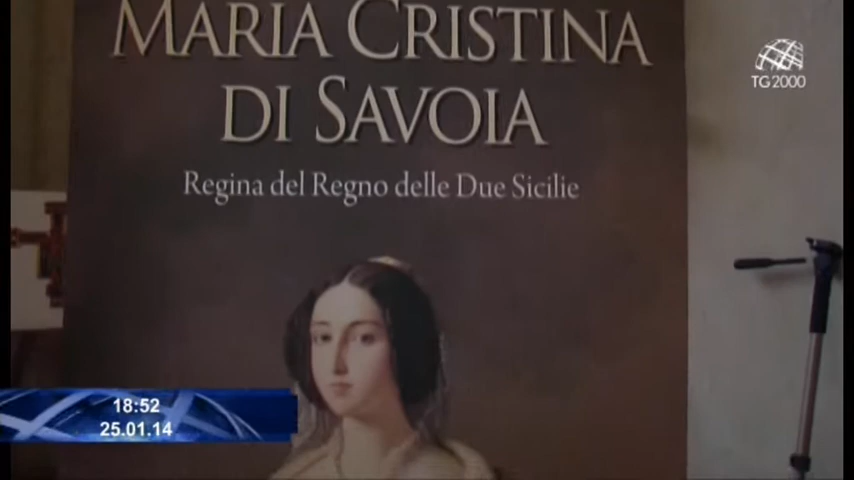 MARIA CRISTINA
DI SAVOIA
Regina del Regno delle Due Sicilie
TG2000
18:52
25.01.14